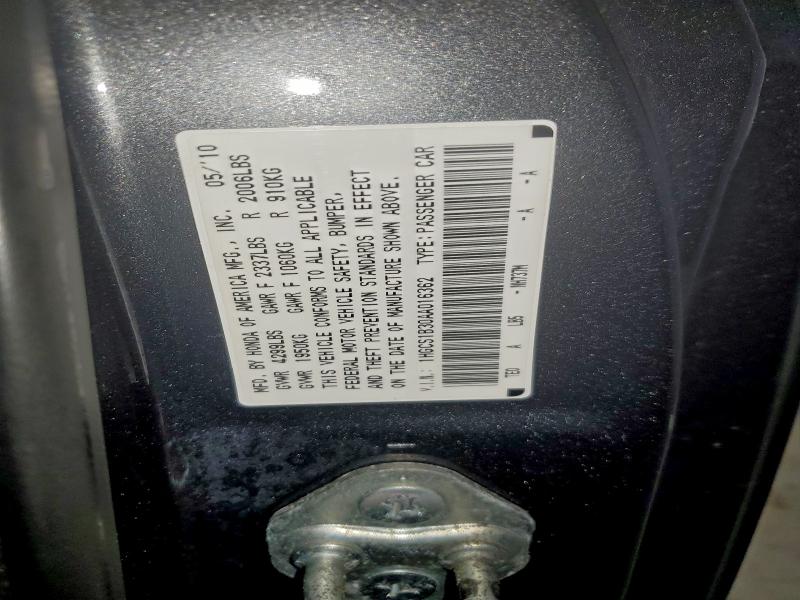 MFD. BY HONDA OF AMERICA MFG., INC. 05/'10
GVWR 4299LBS GAWR F 2337LBS R 2006LBS
GVWR 1950KG GAWR F 1060KG R 910KG
THIS VEHICLE CONFORMS TO ALL APPLICABLE
FEDERAL MOTOR VEHICLE SAFETY, BUMPER,
AND THEFT PREVENTION STANDARDS IN EFFECT
ON THE DATE OF MANUFACTURE SHOWN ABOVE.
V.I.N.: 1HGCS1B30AA016362 TYPE: PASSENGER CAR
TE0 A L05 - NH737M - A - A